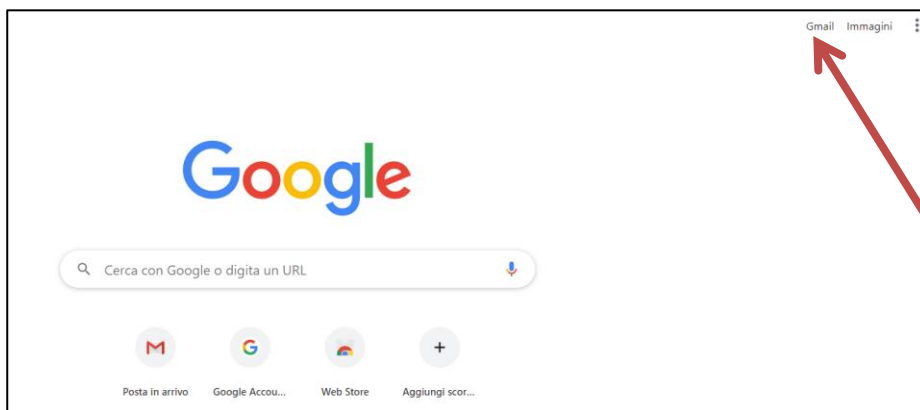 Gmail Immagini
Google
Cerca con Google o digita un URL
Posta in arrivo Google Accou... Web Store Aggiungi scor...